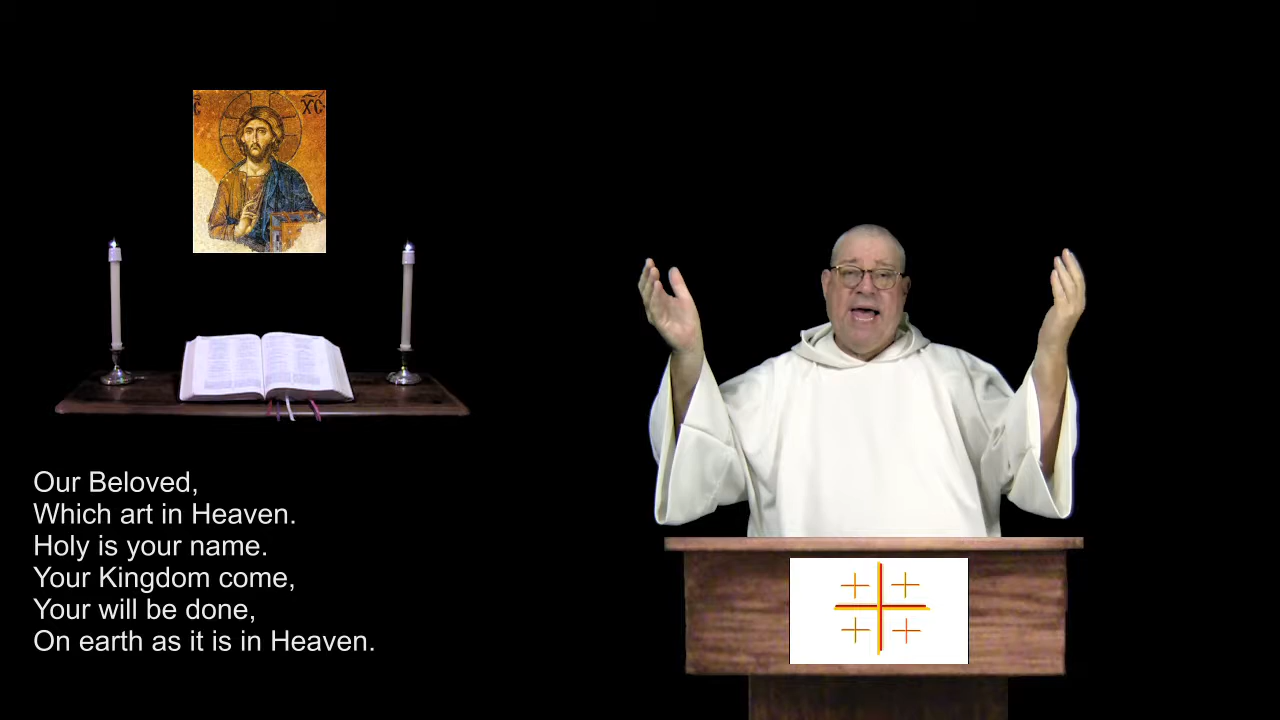 C XC
Our Beloved,
Which art in Heaven.
Holy is your name.
Your Kingdom come,
Your will be done,
On earth as it is in Heaven.